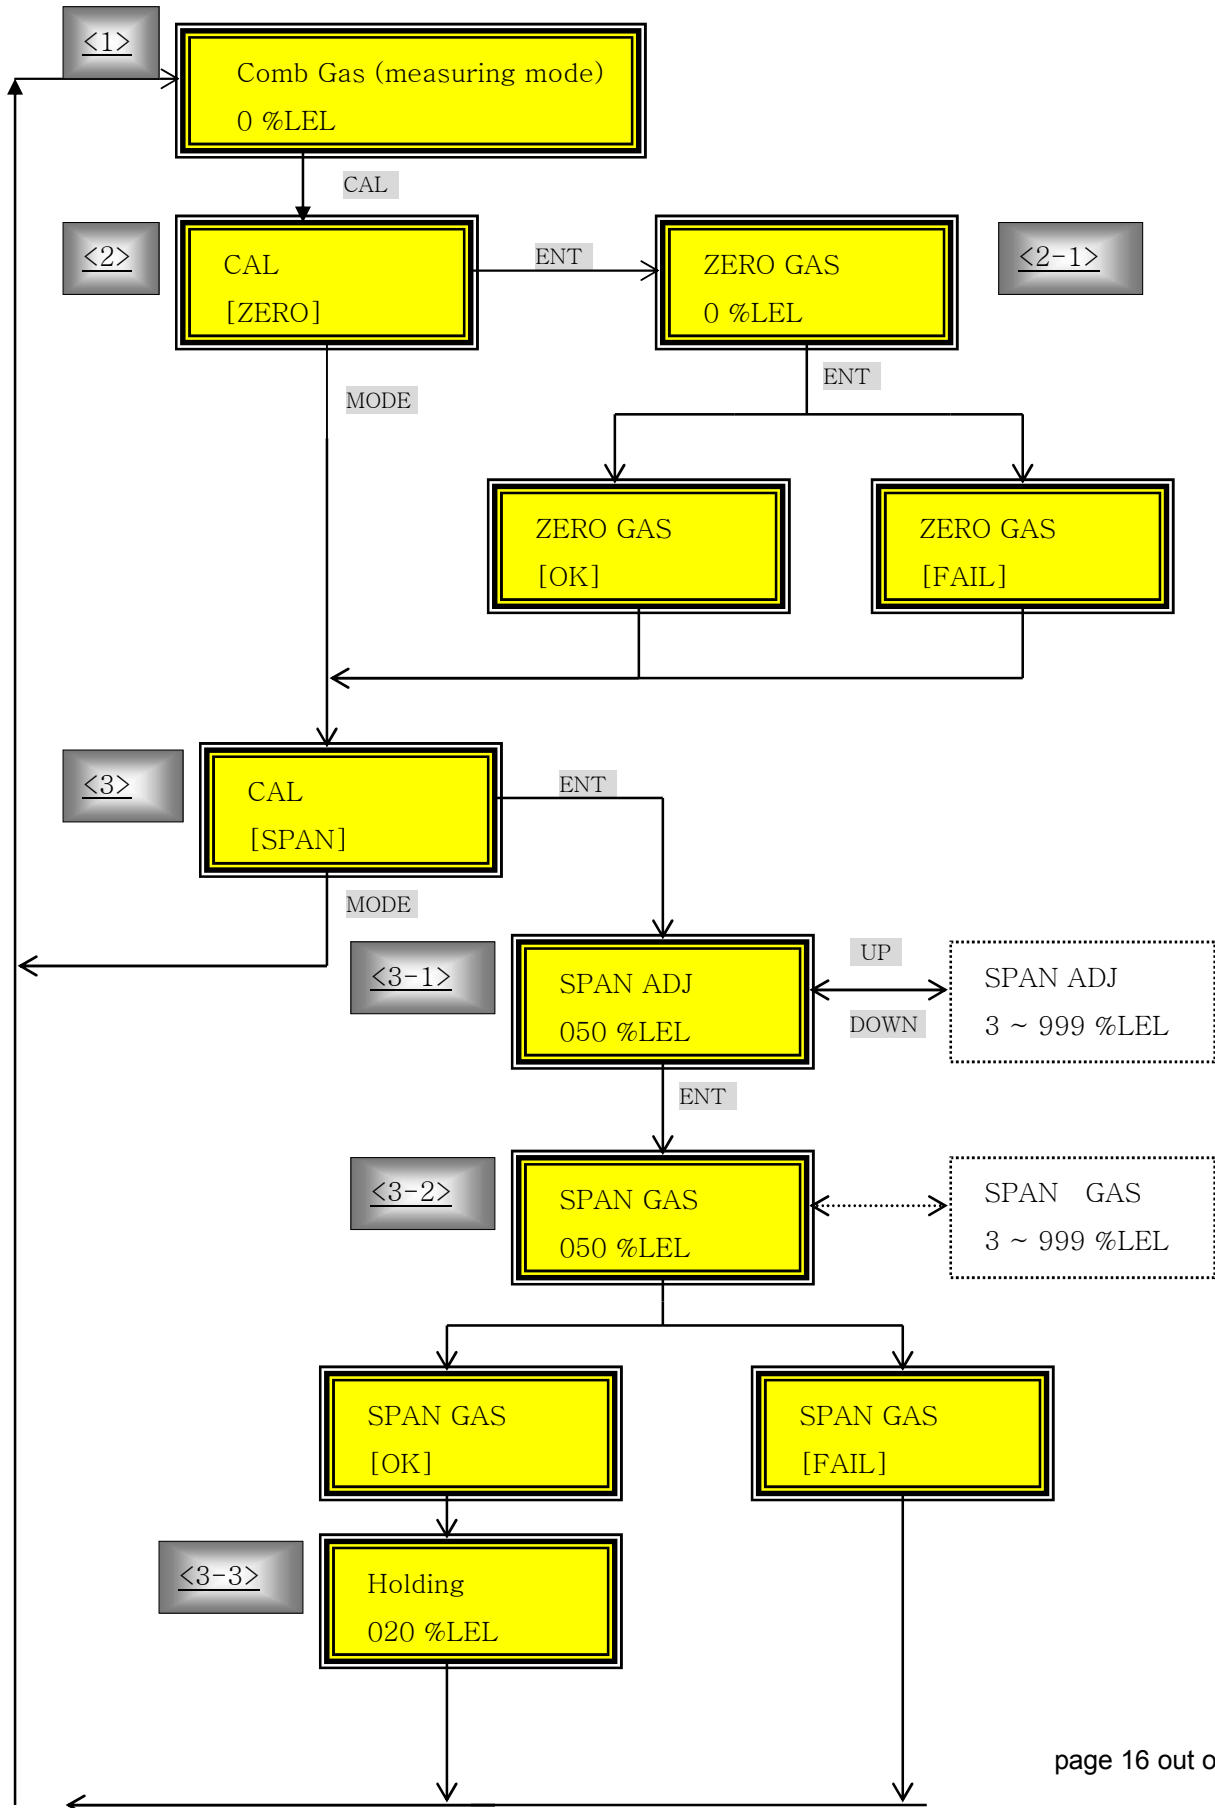 <1>
Comb Gas (measuring mode)
0 %LEL
CAL
<2>
CAL
[ZERO]
ENT
ZERO GAS
0 %LEL
<2-1>
MODE
ENT
ZERO GAS
[OK]
ZERO GAS
[FAIL]
<3>
CAL
[SPAN]
ENT
MODE
<3-1>
SPAN ADJ
050 %LEL
UP
DOWN
SPAN ADJ
3 ~ 999 %LEL
ENT
<3-2>
SPAN GAS
050 %LEL
SPAN GAS
3 ~ 999 %LEL
SPAN GAS
[OK]
SPAN GAS
[FAIL]
<3-3>
Holding
020 %LEL
page 16 out o